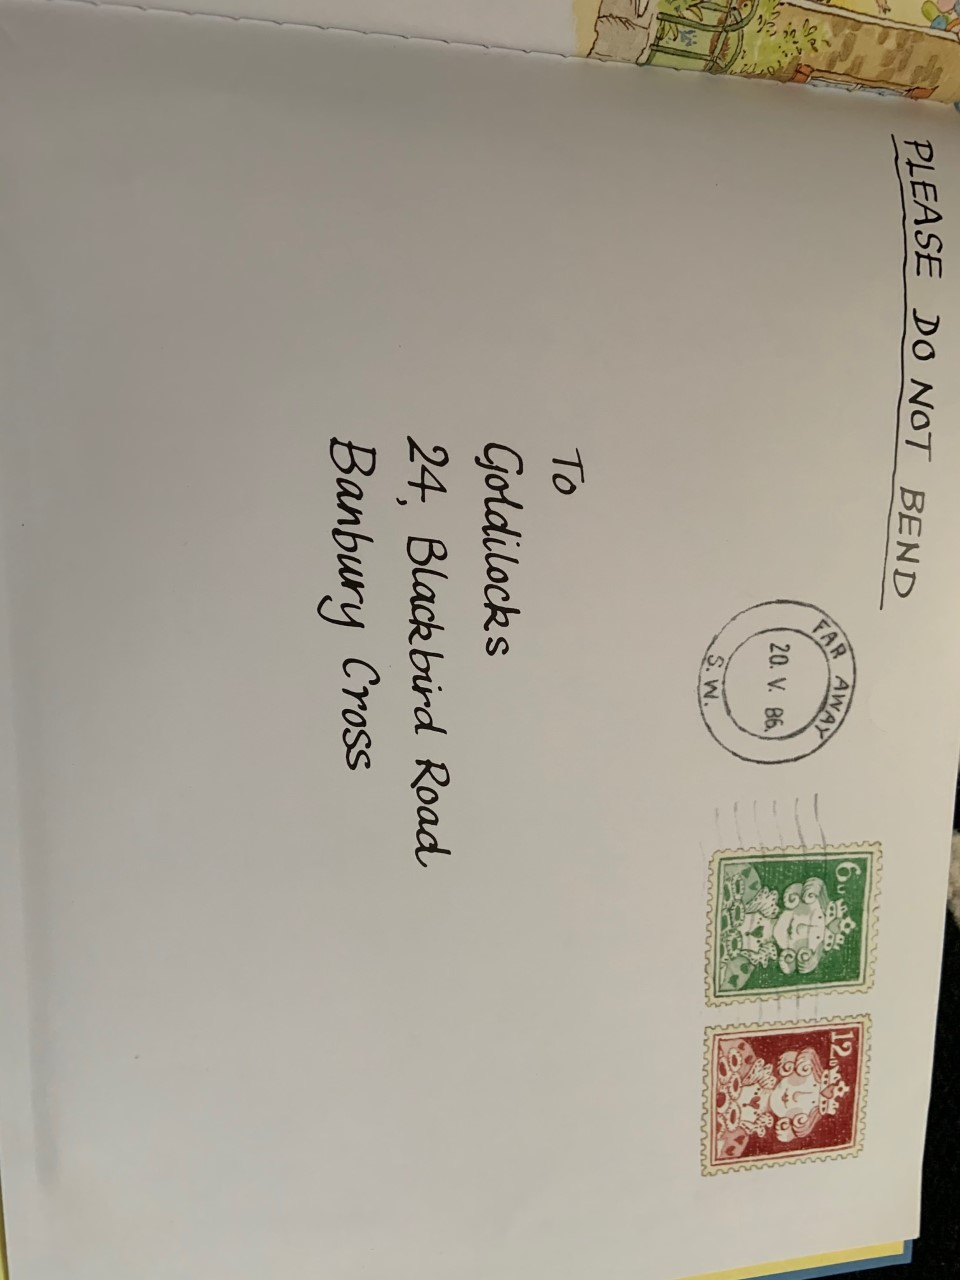 PLEASE DO NOT BEND
FAR AWAY
20. V. 86.
S.W.
6
12
To
Goldilocks
24, Blackbird Road
Banbury Cross